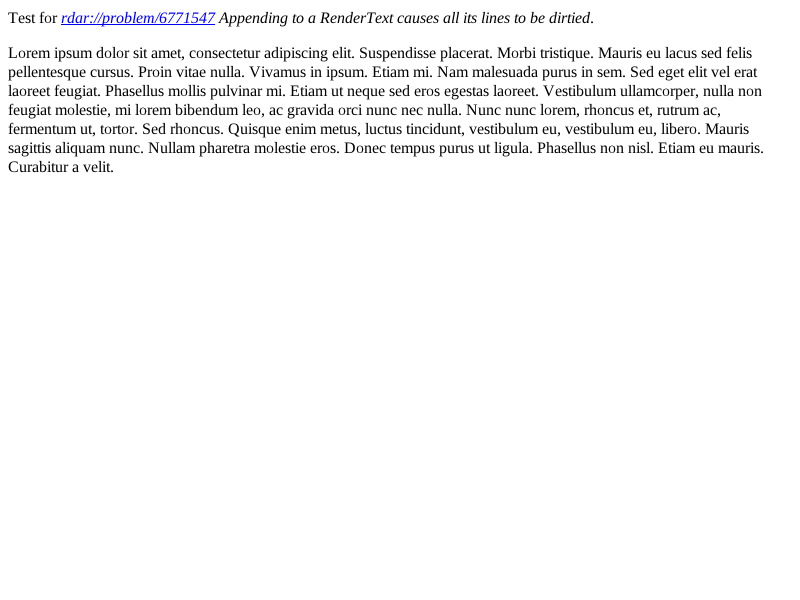 Test for rdar://problem/6771547 Appending to a RenderText causes all its lines to be dirtied.
Lorem ipsum dolor sit amet, consectetur adipiscing elit. Suspendisse placerat. Morbi tristique. Mauris eu lacus sed felis
pellentesque cursus. Proin vitae nulla. Vivamus in ipsum. Etiam mi. Nam malesuada purus in sem. Sed eget elit vel erat
laoreet feugiat. Phasellus mollis pulvinar mi. Etiam ut neque sed eros egestas laoreet. Vestibulum ullamcorper, nulla non
feugiat molestie, mi lorem bibendum leo, ac gravida orci nunc nec nulla. Nunc nunc lorem, rhoncus et, rutrum ac,
fermentum ut, tortor. Sed rhoncus. Quisque enim metus, luctus tincidunt, vestibulum eu, vestibulum eu, libero. Mauris
sagittis aliquam nunc. Nullam pharetra molestie eros. Donec tempus purus ut ligula. Phasellus non nisl. Etiam eu mauris.
Curabitur a velit.